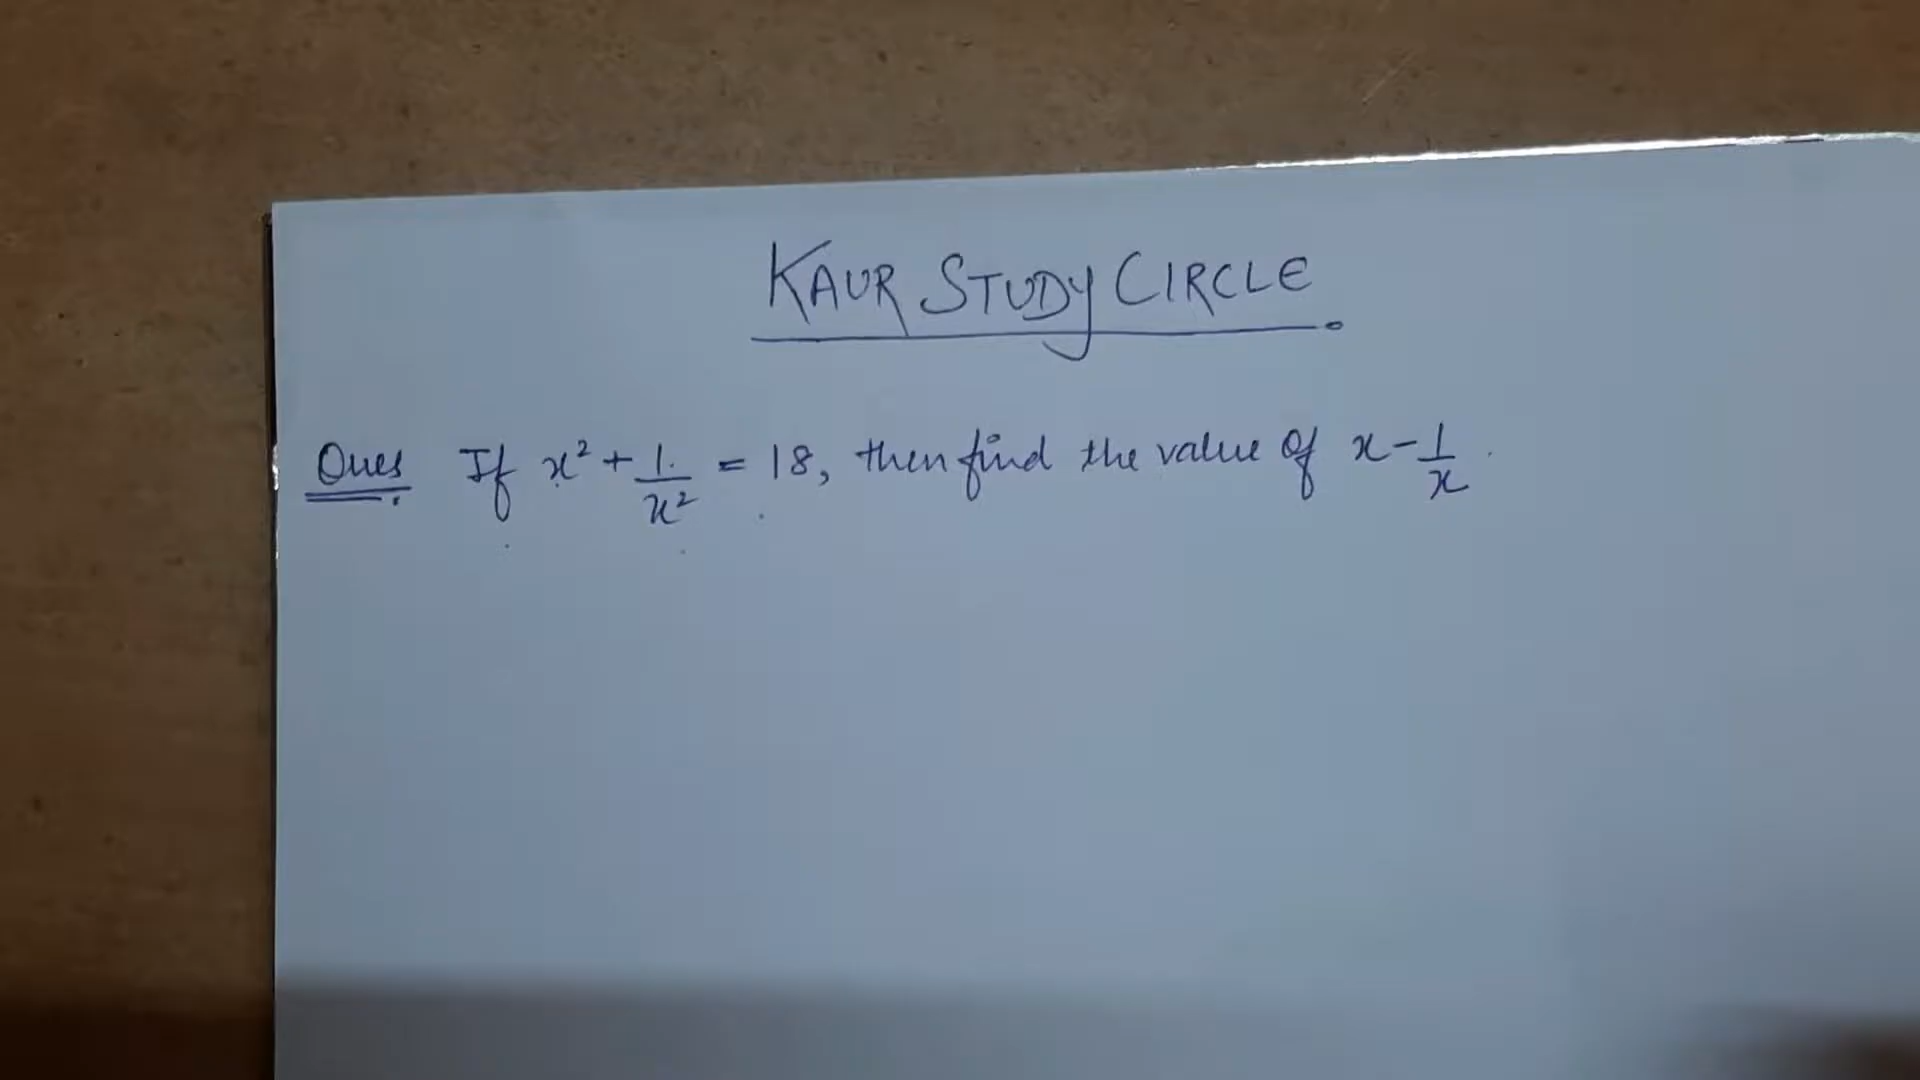 KAUR STUDY CIRCLE.
Ques. If x² + 1/x² = 18, then find the value of x - 1/x.